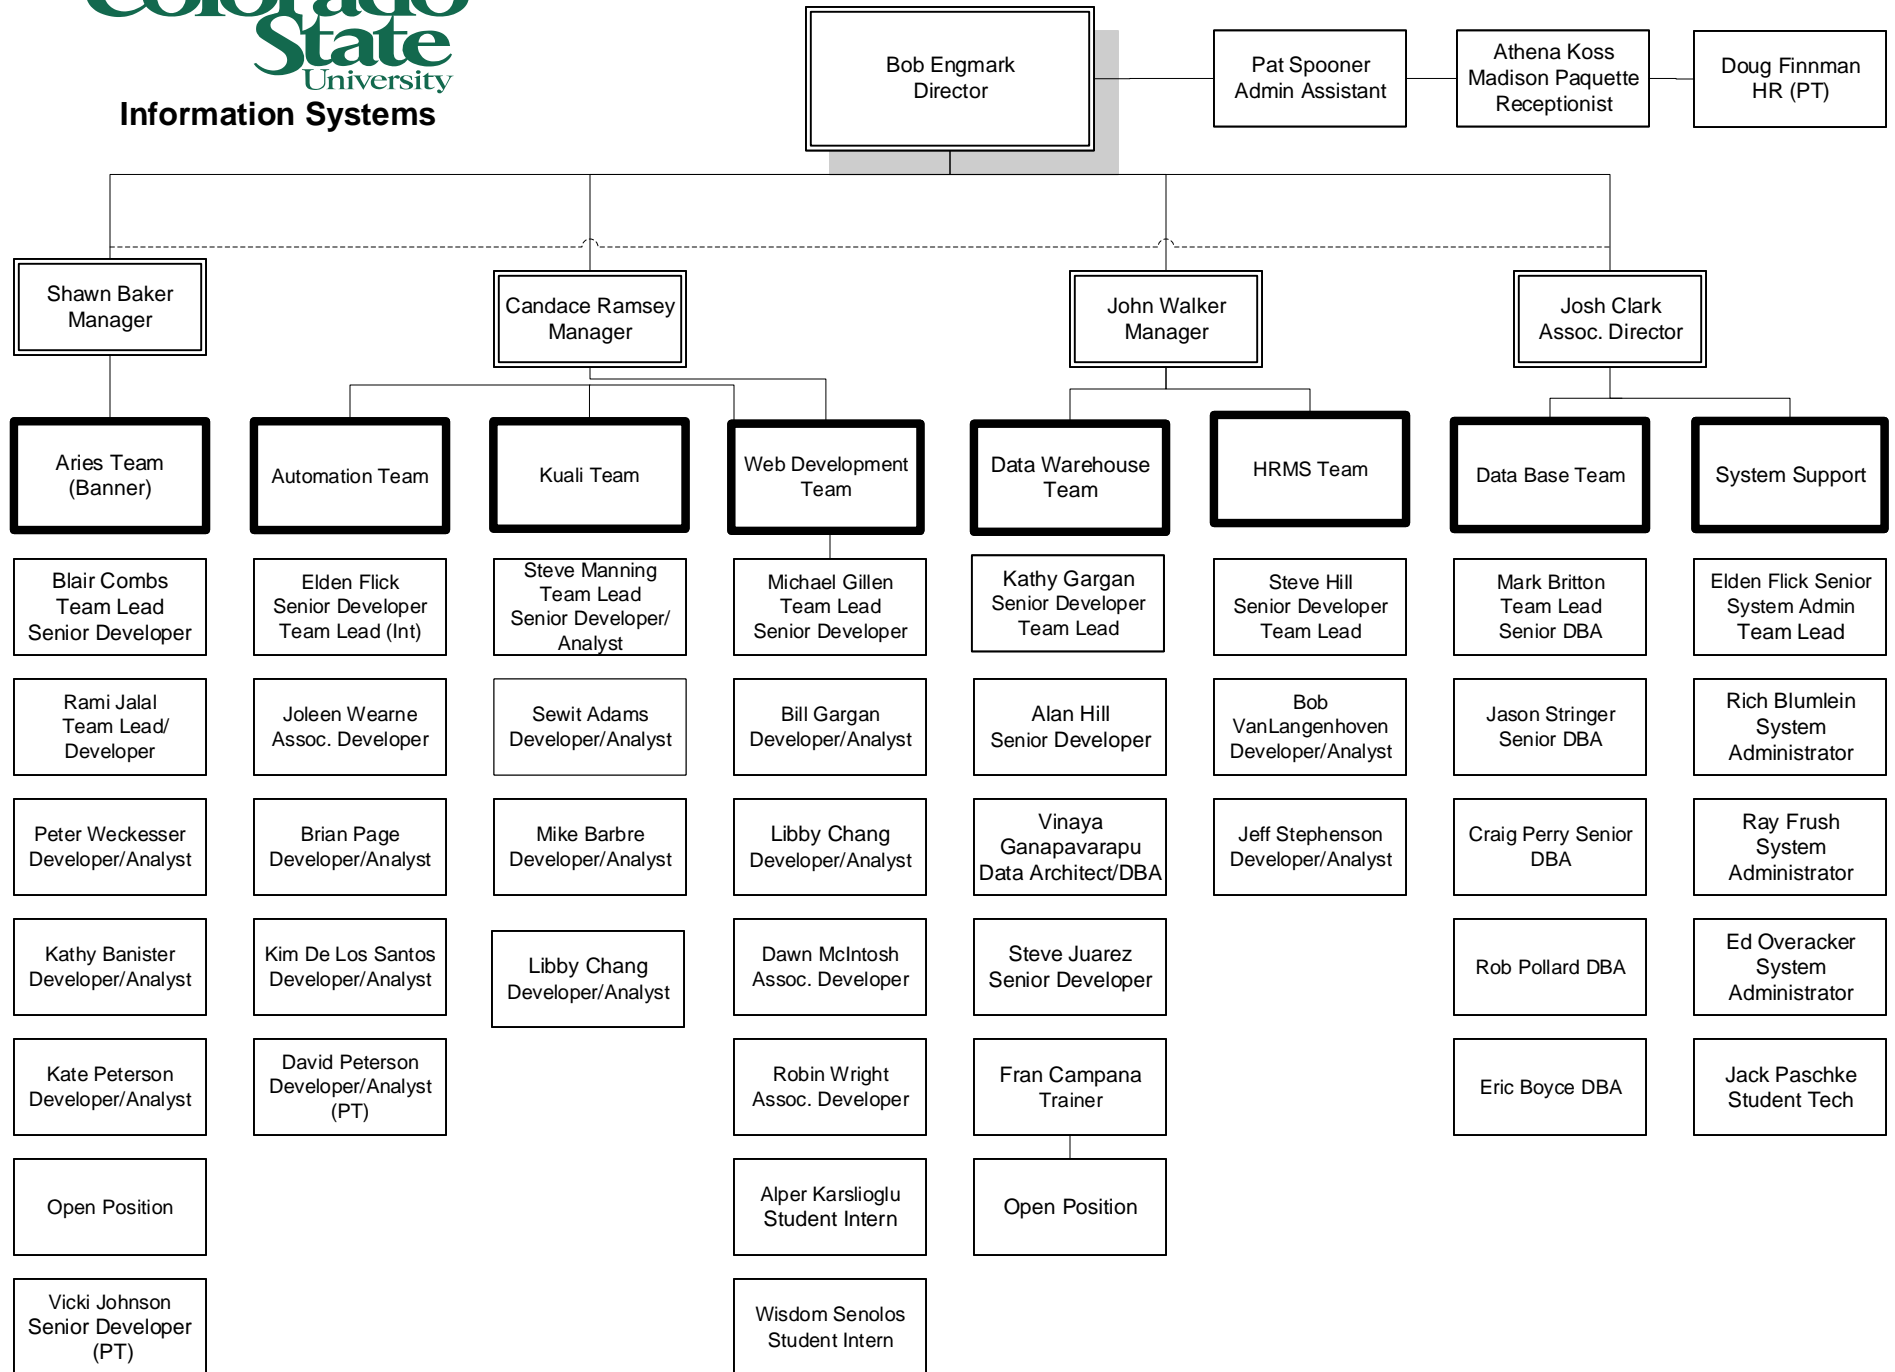 Colorado
State
University
Information Systems
Bob Engmark
Director
Pat Spooner
Admin Assistant
Athena Koss
Madison Paquette
Receptionist
Doug Finnman
HR (PT)
Shawn Baker
Manager
Candace Ramsey
Manager
John Walker
Manager
Josh Clark
Assoc. Director
Aries Team
(Banner)
Automation Team
Kuali Team
Web Development
Team
Data Warehouse
Team
HRMS Team
Data Base Team
System Support
Blair Combs
Team Lead
Senior Developer
Elden Flick
Senior Developer
Team Lead (Int)
Steve Manning
Team Lead
Senior Developer/
Analyst
Michael Gillen
Team Lead
Senior Developer
Kathy Gargan
Senior Developer
Team Lead
Steve Hill
Senior Developer
Team Lead
Mark Britton
Team Lead
Senior DBA
Elden Flick Senior
System Admin
Team Lead
Rami Jalal
Team Lead/
Developer
Joleen Wearne
Assoc. Developer
Sewit Adams
Developer/Analyst
Bill Gargan
Developer/Analyst
Alan Hill
Senior Developer
Bob
VanLangenhoven
Developer/Analyst
Jason Stringer
Senior DBA
Rich Blumlein
System
Administrator
Peter Weckesser
Developer/Analyst
Brian Page
Developer/Analyst
Mike Barbre
Developer/Analyst
Libby Chang
Developer/Analyst
Vinaya
Ganapavarapu
Data Architect/DBA
Jeff Stephenson
Developer/Analyst
Craig Perry Senior
DBA
Ray Frush
System
Administrator
Kathy Banister
Developer/Analyst
Kim De Los Santos
Developer/Analyst
Libby Chang
Developer/Analyst
Dawn McIntosh
Assoc. Developer
Steve Juarez
Senior Developer
Rob Pollard DBA
Ed Overacker
System
Administrator
Kate Peterson
Developer/Analyst
David Peterson
Developer/Analyst
(PT)
Robin Wright
Assoc. Developer
Fran Campana
Trainer
Eric Boyce DBA
Jack Paschke
Student Tech
Open Position
Alper Karslioglu
Student Intern
Open Position
Vicki Johnson
Senior Developer
(PT)
Wisdom Senolos
Student Intern